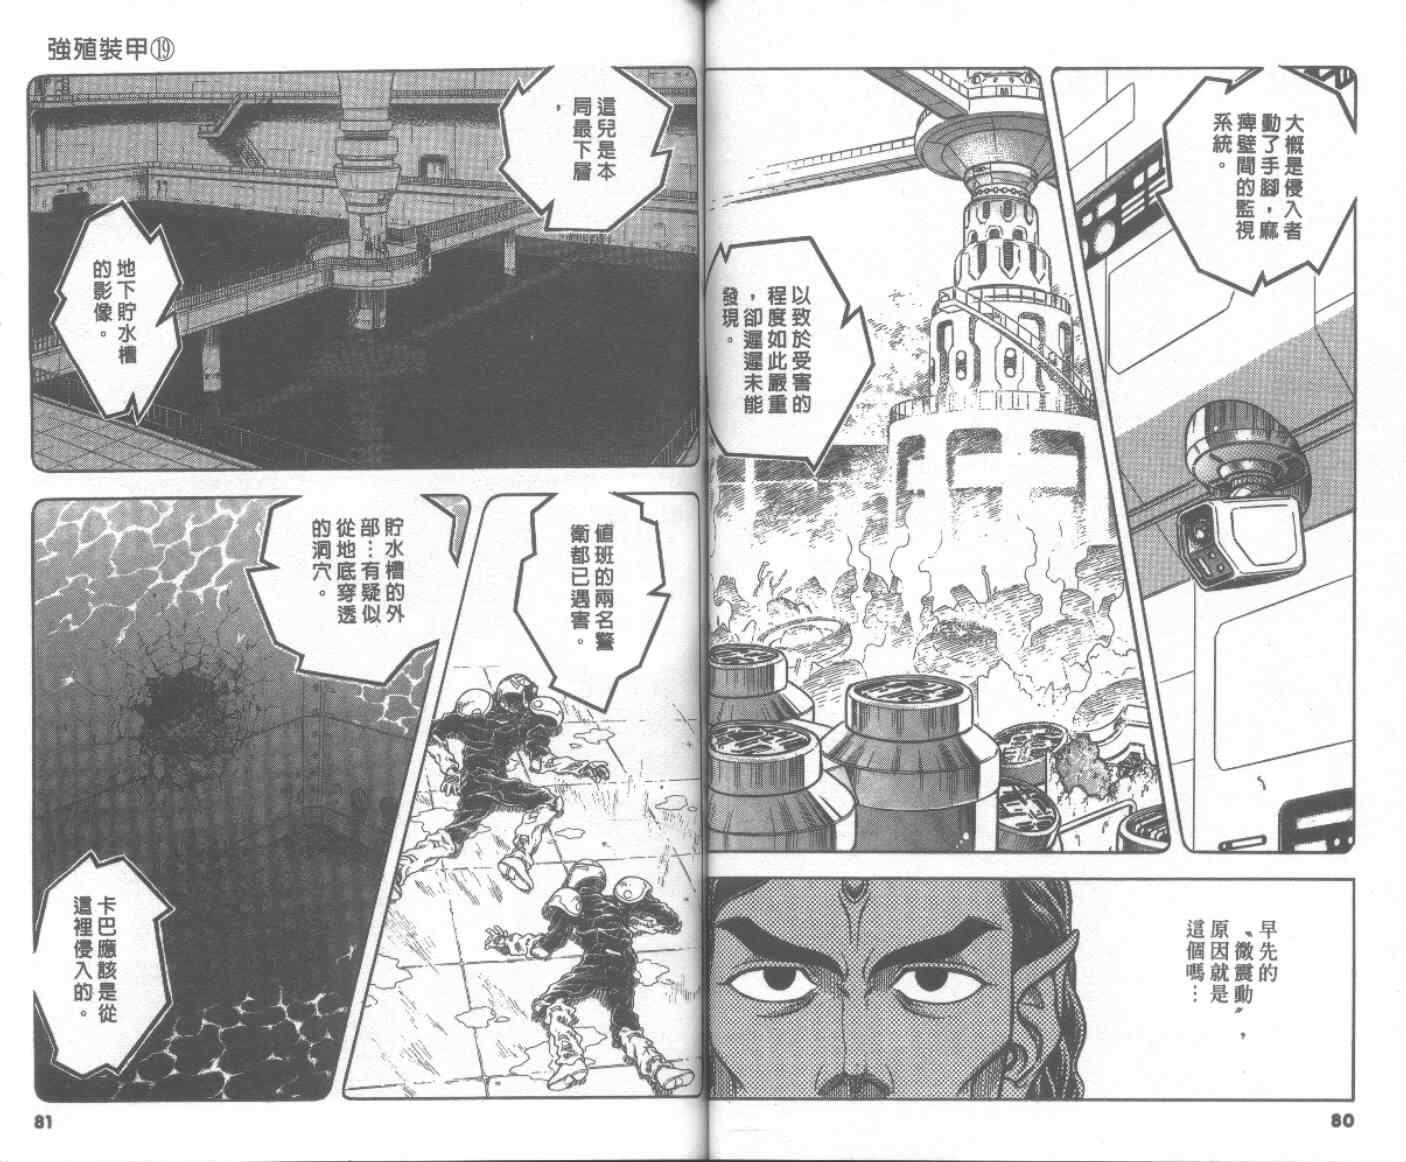 大概是侵入者
動了手腳，麻
痺壁間的監視
系統。
以致於受害的
程度如此嚴重
，卻遲遲未能
發現。
早先的
〝微震動〞，
原因就是
這個嗎…
80
強殖裝甲⑲
這兒是本
局最下層
，
地下貯水槽
的影像。
值班的兩名警
衛都已遇害。
貯水槽的外
部…有疑似
從地底穿透
的洞穴。
卡巴應該是從
這裡侵入的。
81